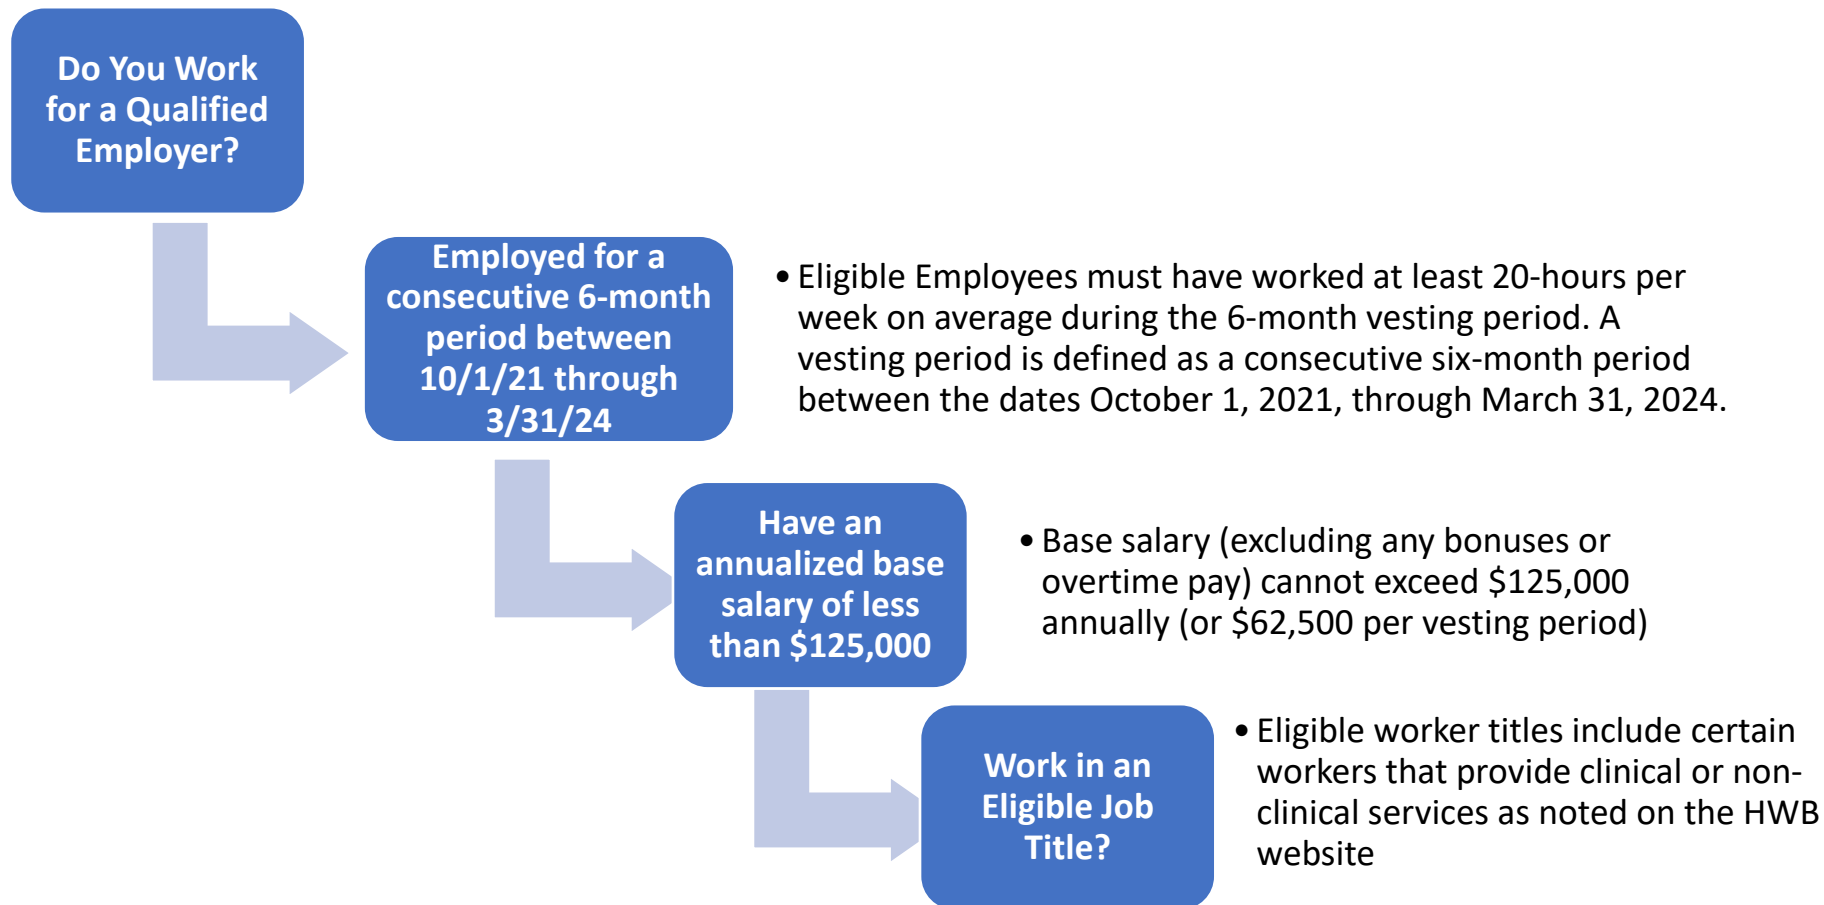 Do You Work
for a Qualified
Employer?
Employed for a
consecutive 6-month
period between
10/1/21 through
3/31/24
• Eligible Employees must have worked at least 20-hours per
week on average during the 6-month vesting period. A
vesting period is defined as a consecutive six-month period
between the dates October 1, 2021, through March 31, 2024.
Have an
annualized base
salary of less
than $125,000
• Base salary (excluding any bonuses or
overtime pay) cannot exceed $125,000
annually (or $62,500 per vesting period)
Work in an
Eligible Job
Title?
• Eligible worker titles include certain
workers that provide clinical or non-
clinical services as noted on the HWB
website